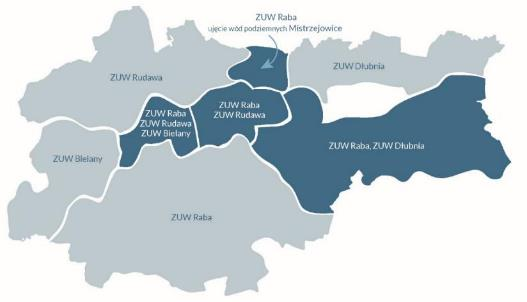 ZUW Raba
ujęcie wód podziemnych Mistrzejowice
ZUW Rudawa
ZUW Dłubnia
ZUW Raba
ZUW Rudawa
ZUW Bielany
ZUW Raba
ZUW Rudawa
ZUW Raba, ZUW Dłubnia
ZUW Bielany
ZUW Raba